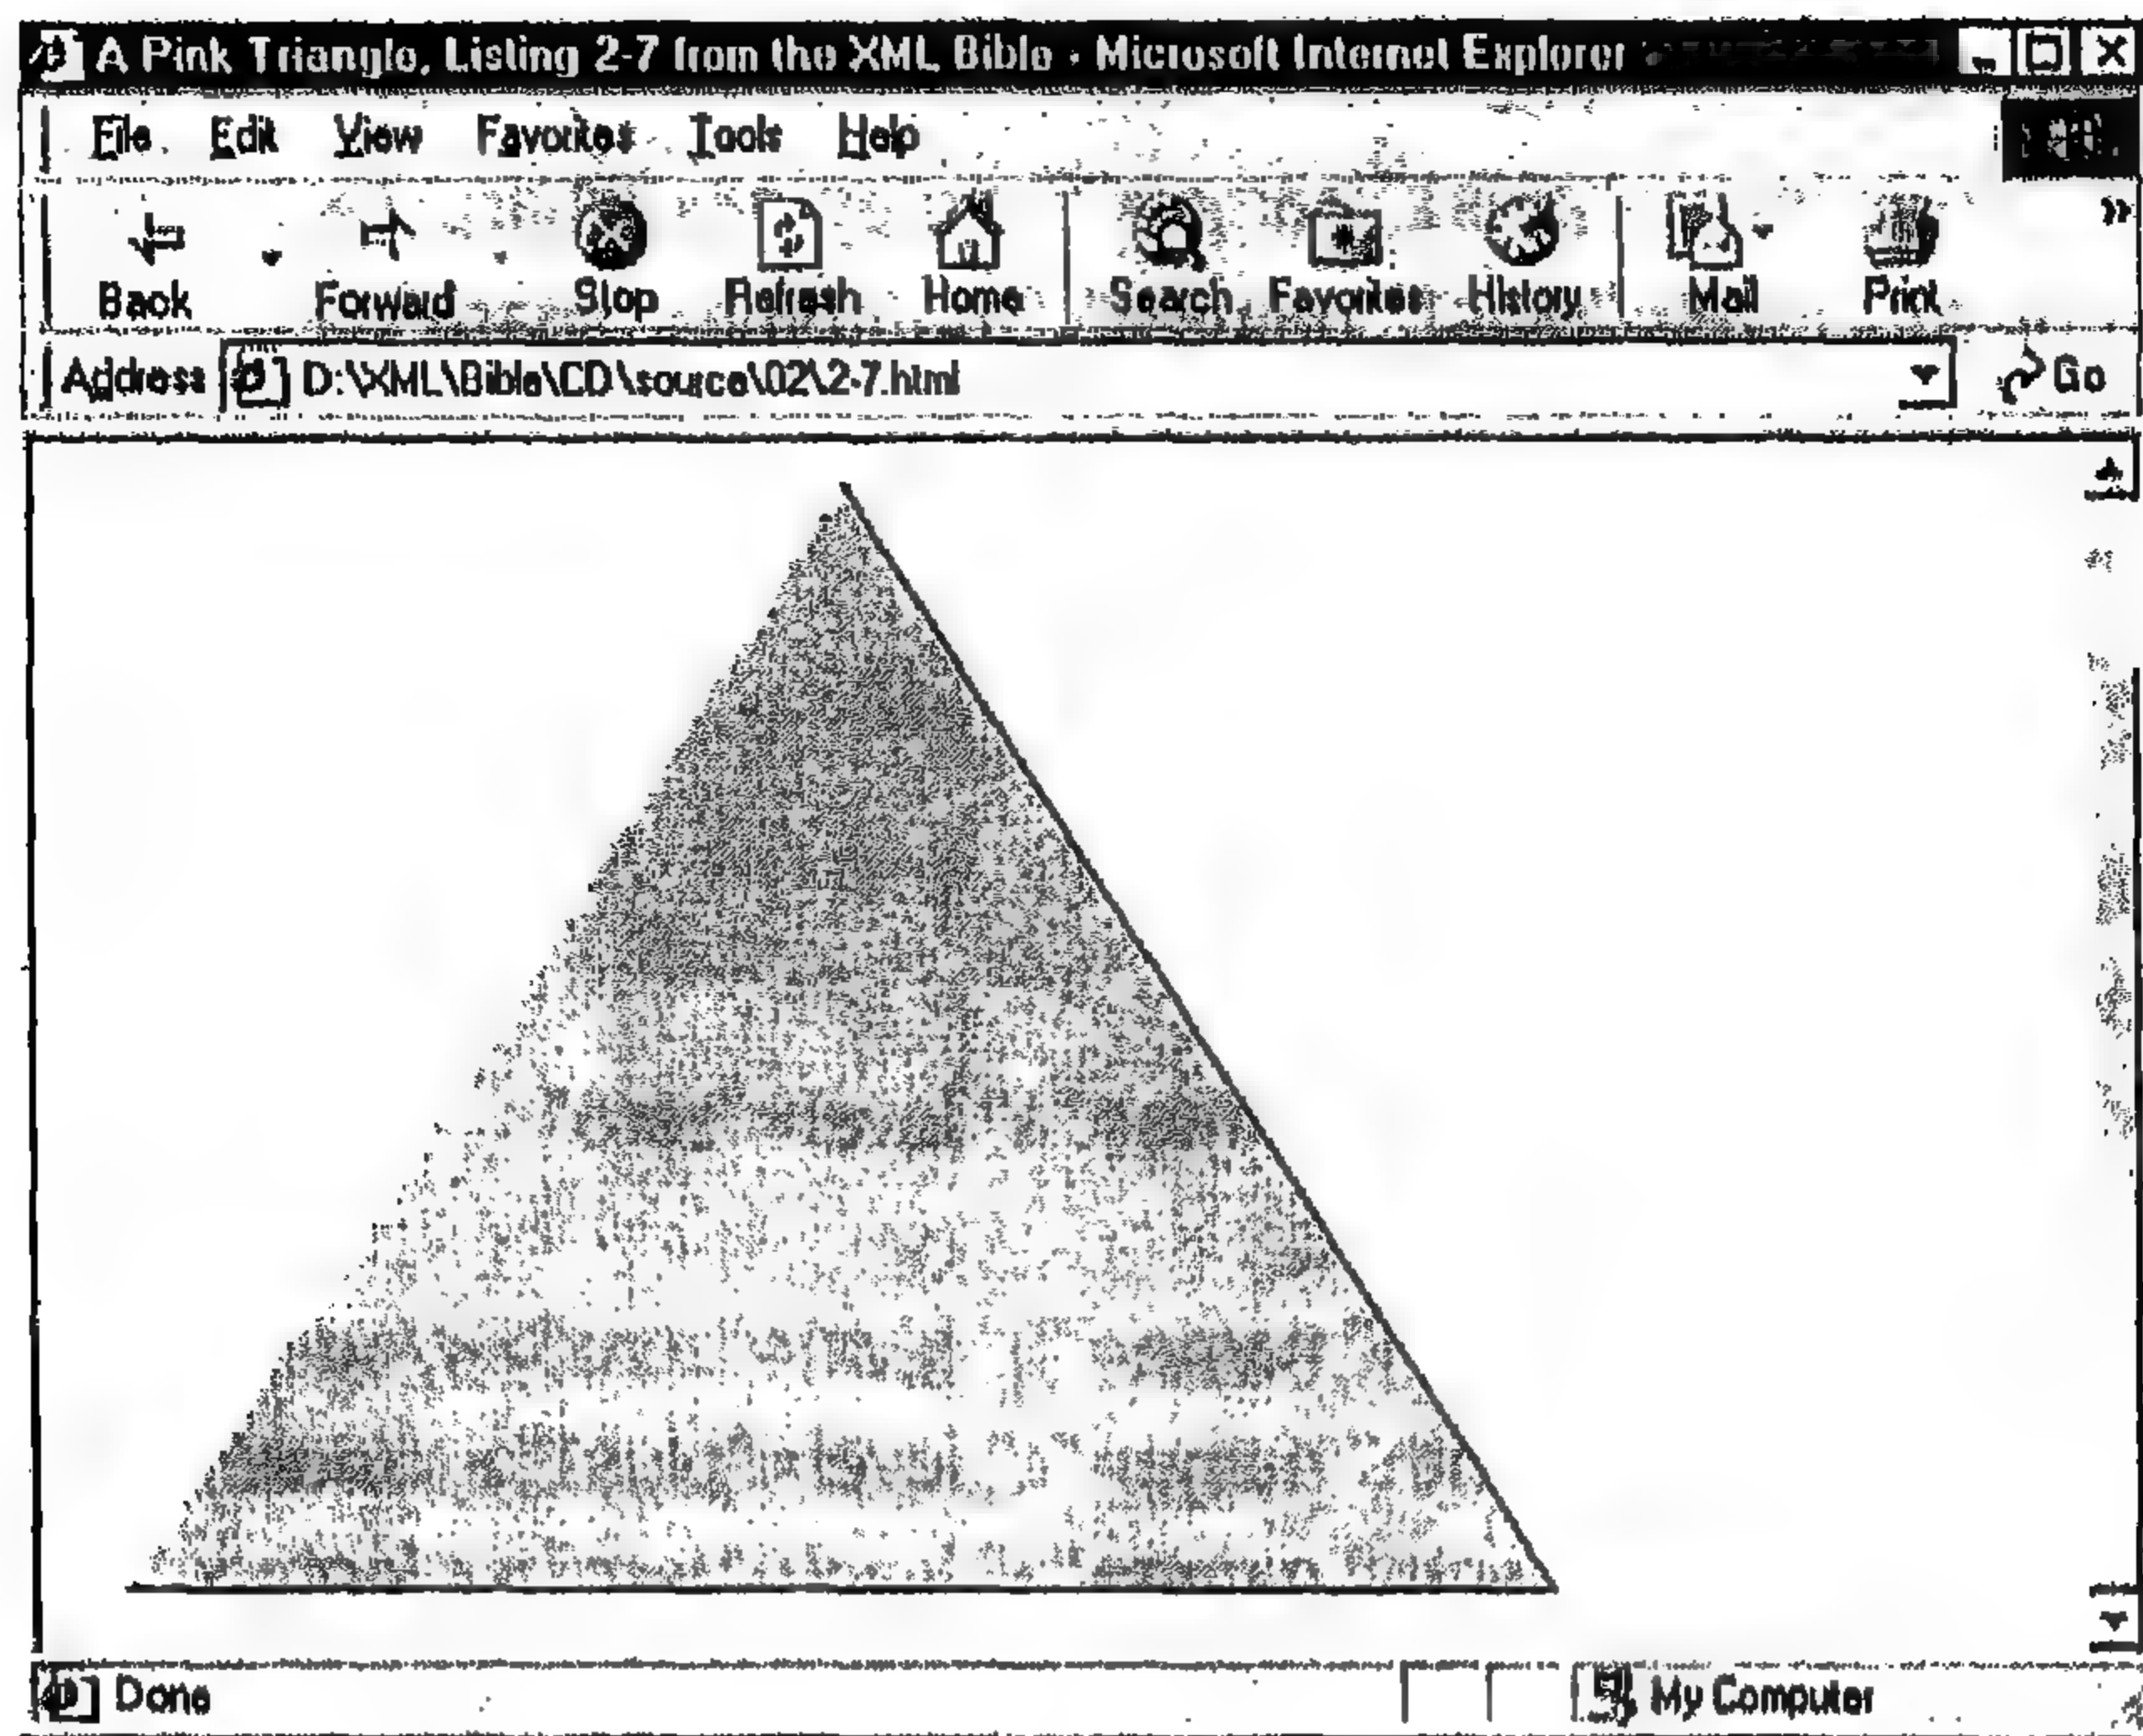 A Pink Triangle, Listing 2-7 from the XML Bible - Microsoft Internet Explorer
File Edit View Favorites Tools Help
»
Back Forward Stop Refresh Home Search Favorites History Mail Print
Address D:\XML\Bible\CD\source\02\2-7.html Go
Done My Computer